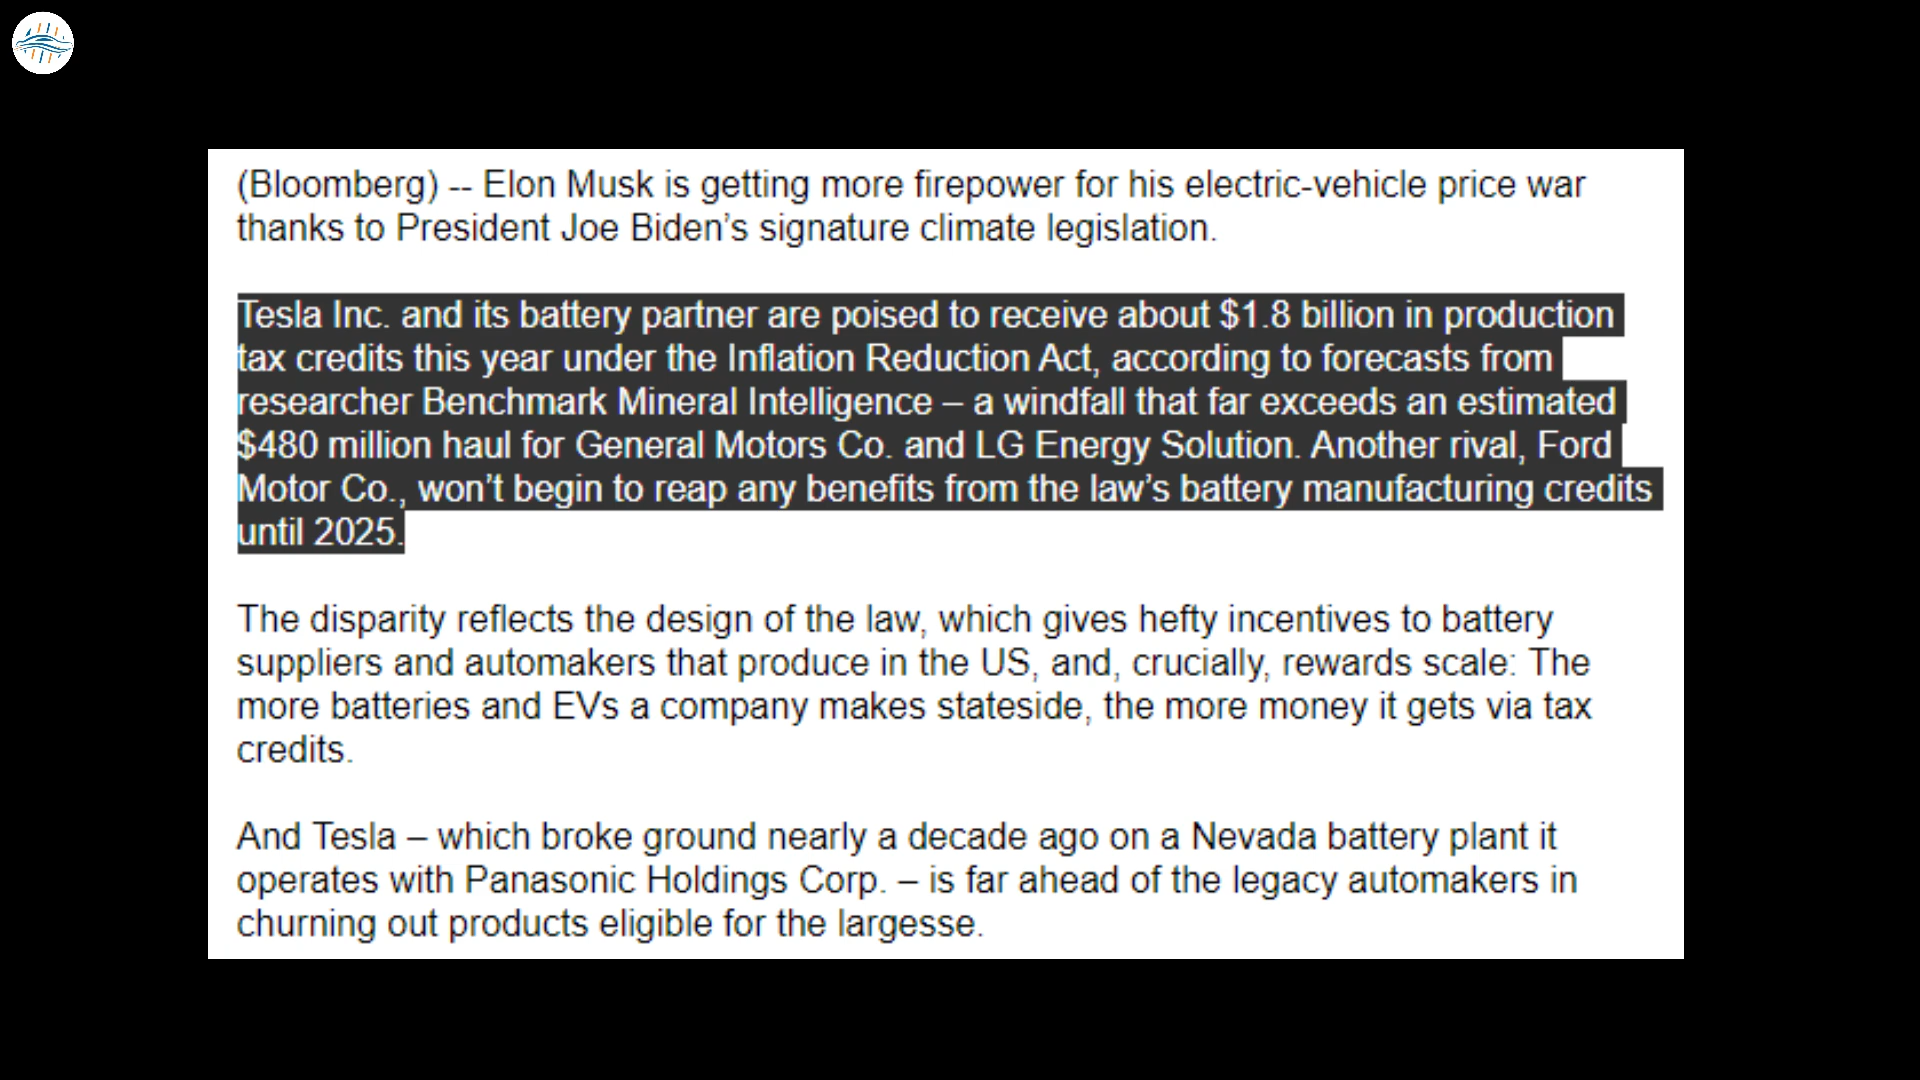 (Bloomberg) -- Elon Musk is getting more firepower for his electric-vehicle price war
thanks to President Joe Biden’s signature climate legislation.
Tesla Inc. and its battery partner are poised to receive about $1.8 billion in production
tax credits this year under the Inflation Reduction Act, according to forecasts from
researcher Benchmark Mineral Intelligence – a windfall that far exceeds an estimated
$480 million haul for General Motors Co. and LG Energy Solution. Another rival, Ford
Motor Co., won’t begin to reap any benefits from the law’s battery manufacturing credits
until 2025.
The disparity reflects the design of the law, which gives hefty incentives to battery
suppliers and automakers that produce in the US, and, crucially, rewards scale: The
more batteries and EVs a company makes stateside, the more money it gets via tax
credits.
And Tesla – which broke ground nearly a decade ago on a Nevada battery plant it
operates with Panasonic Holdings Corp. – is far ahead of the legacy automakers in
churning out products eligible for the largesse.